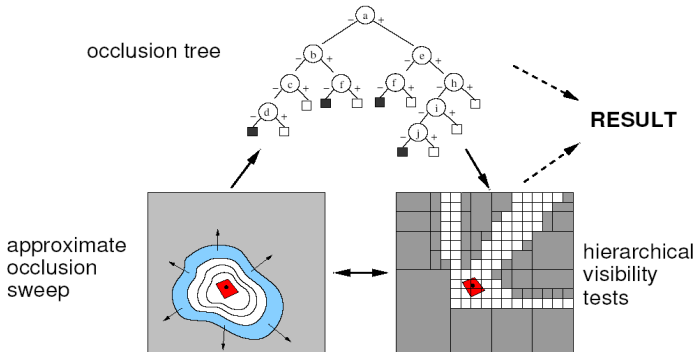 occlusion tree
- a +
- b +
- e +
- c +
- f +
- f +
- h +
- d +
- i +
- j +
RESULT
approximate
occlusion
sweep
hierarchical
visibility
tests